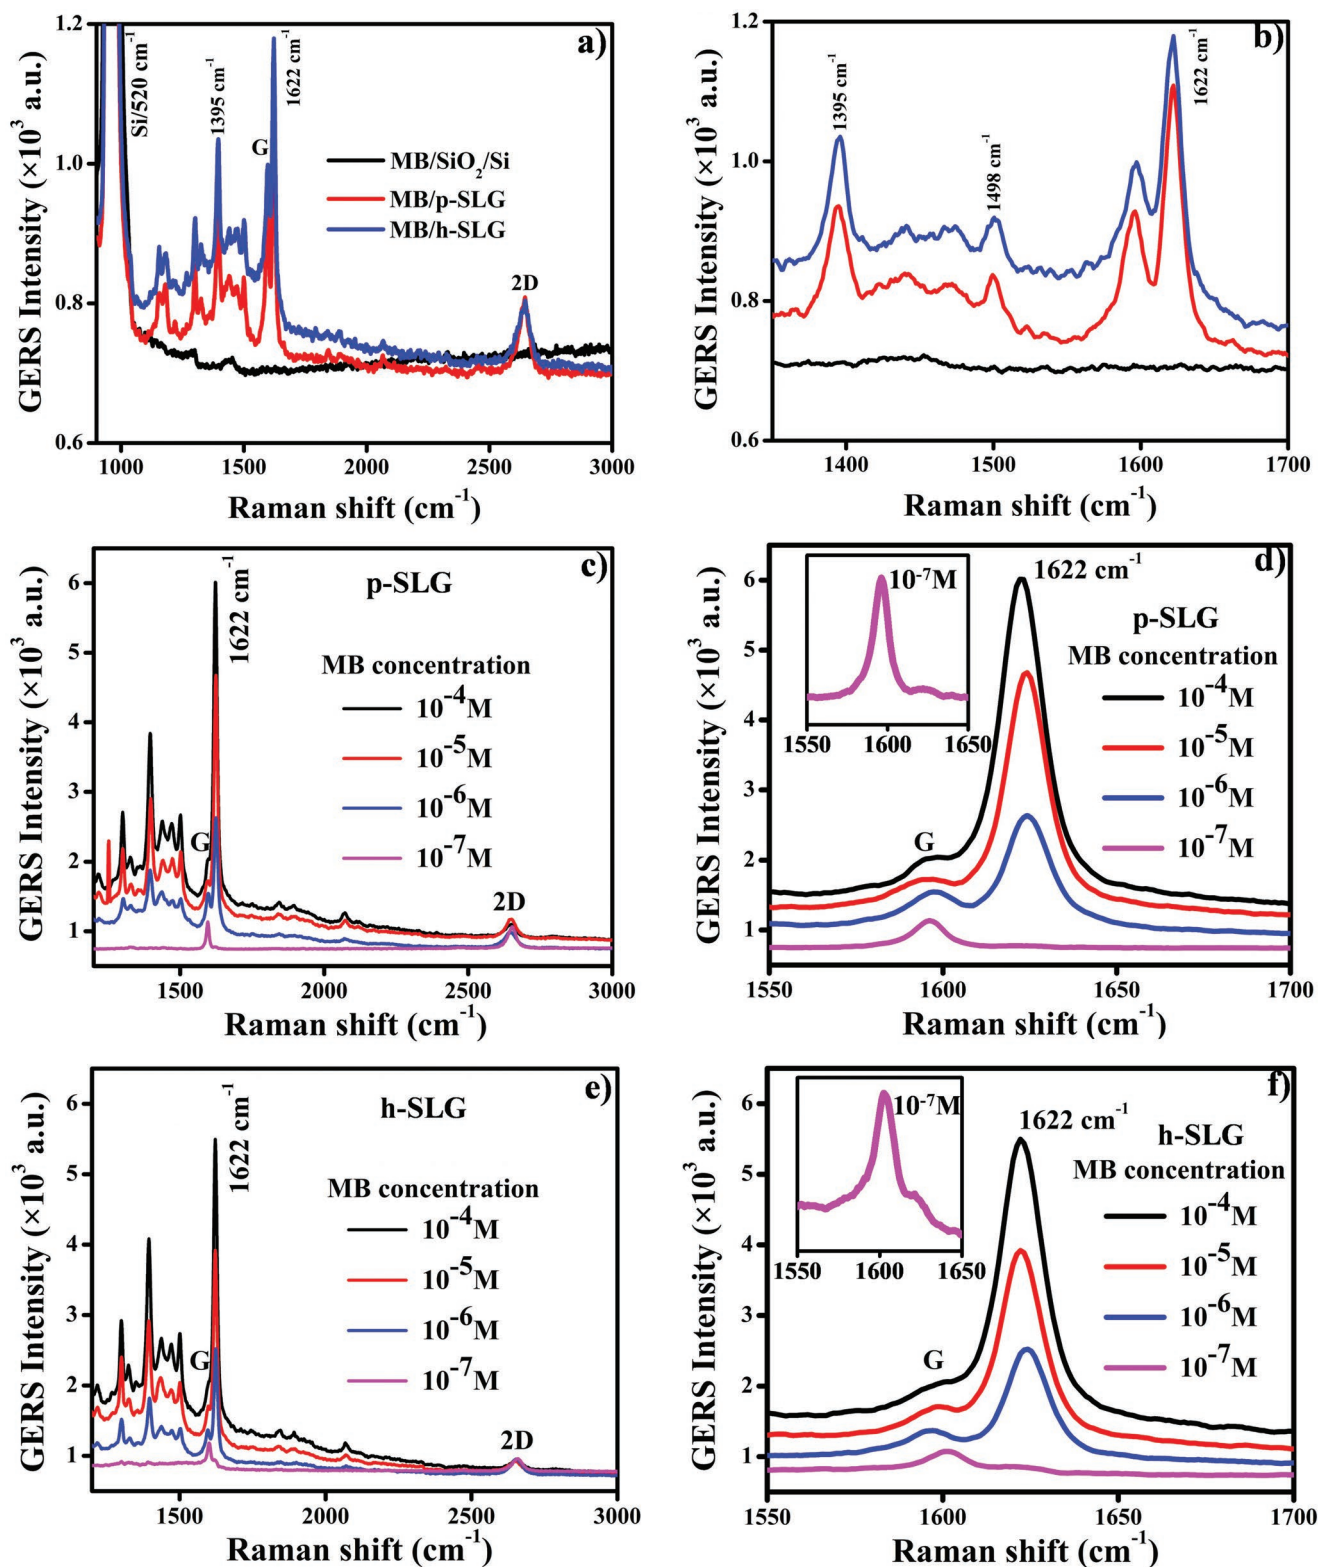 a)
GERS Intensity (×10³ a.u.)
1.2
1.0
0.8
0.6
Si/520 cm⁻¹
1395 cm⁻¹
G
1622 cm⁻¹
MB/SiO₂/Si
MB/p-SLG
MB/h-SLG
2D
1000 1500 2000 2500 3000
Raman shift (cm⁻¹)
b)
GERS Intensity (×10³ a.u.)
1.2
1.0
0.8
0.6
1395 cm⁻¹
1498 cm⁻¹
1622 cm⁻¹
1400 1500 1600 1700
Raman shift (cm⁻¹)
c)
GERS Intensity (×10³ a.u.)
6
5
4
3
2
1
1622 cm⁻¹
p-SLG
MB concentration
10⁻⁴M
10⁻⁵M
10⁻⁶M
10⁻⁷M
G
2D
1500 2000 2500 3000
Raman shift (cm⁻¹)
d)
GERS Intensity (×10³ a.u.)
6
5
4
3
2
1
10⁻⁷M
1550 1600 1650
1622 cm⁻¹
p-SLG
MB concentration
10⁻⁴M
10⁻⁵M
10⁻⁶M
10⁻⁷M
G
1550 1600 1650 1700
Raman shift (cm⁻¹)
e)
GERS Intensity (×10³ a.u.)
6
5
4
3
2
1
1622 cm⁻¹
h-SLG
MB concentration
10⁻⁴M
10⁻⁵M
10⁻⁶M
10⁻⁷M
G
2D
1500 2000 2500 3000
Raman shift (cm⁻¹)
f)
GERS Intensity (×10³ a.u.)
6
5
4
3
2
1
10⁻⁷M
1550 1600 1650
1622 cm⁻¹
h-SLG
MB concentration
10⁻⁴M
10⁻⁵M
10⁻⁶M
10⁻⁷M
G
1550 1600 1650 1700
Raman shift (cm⁻¹)